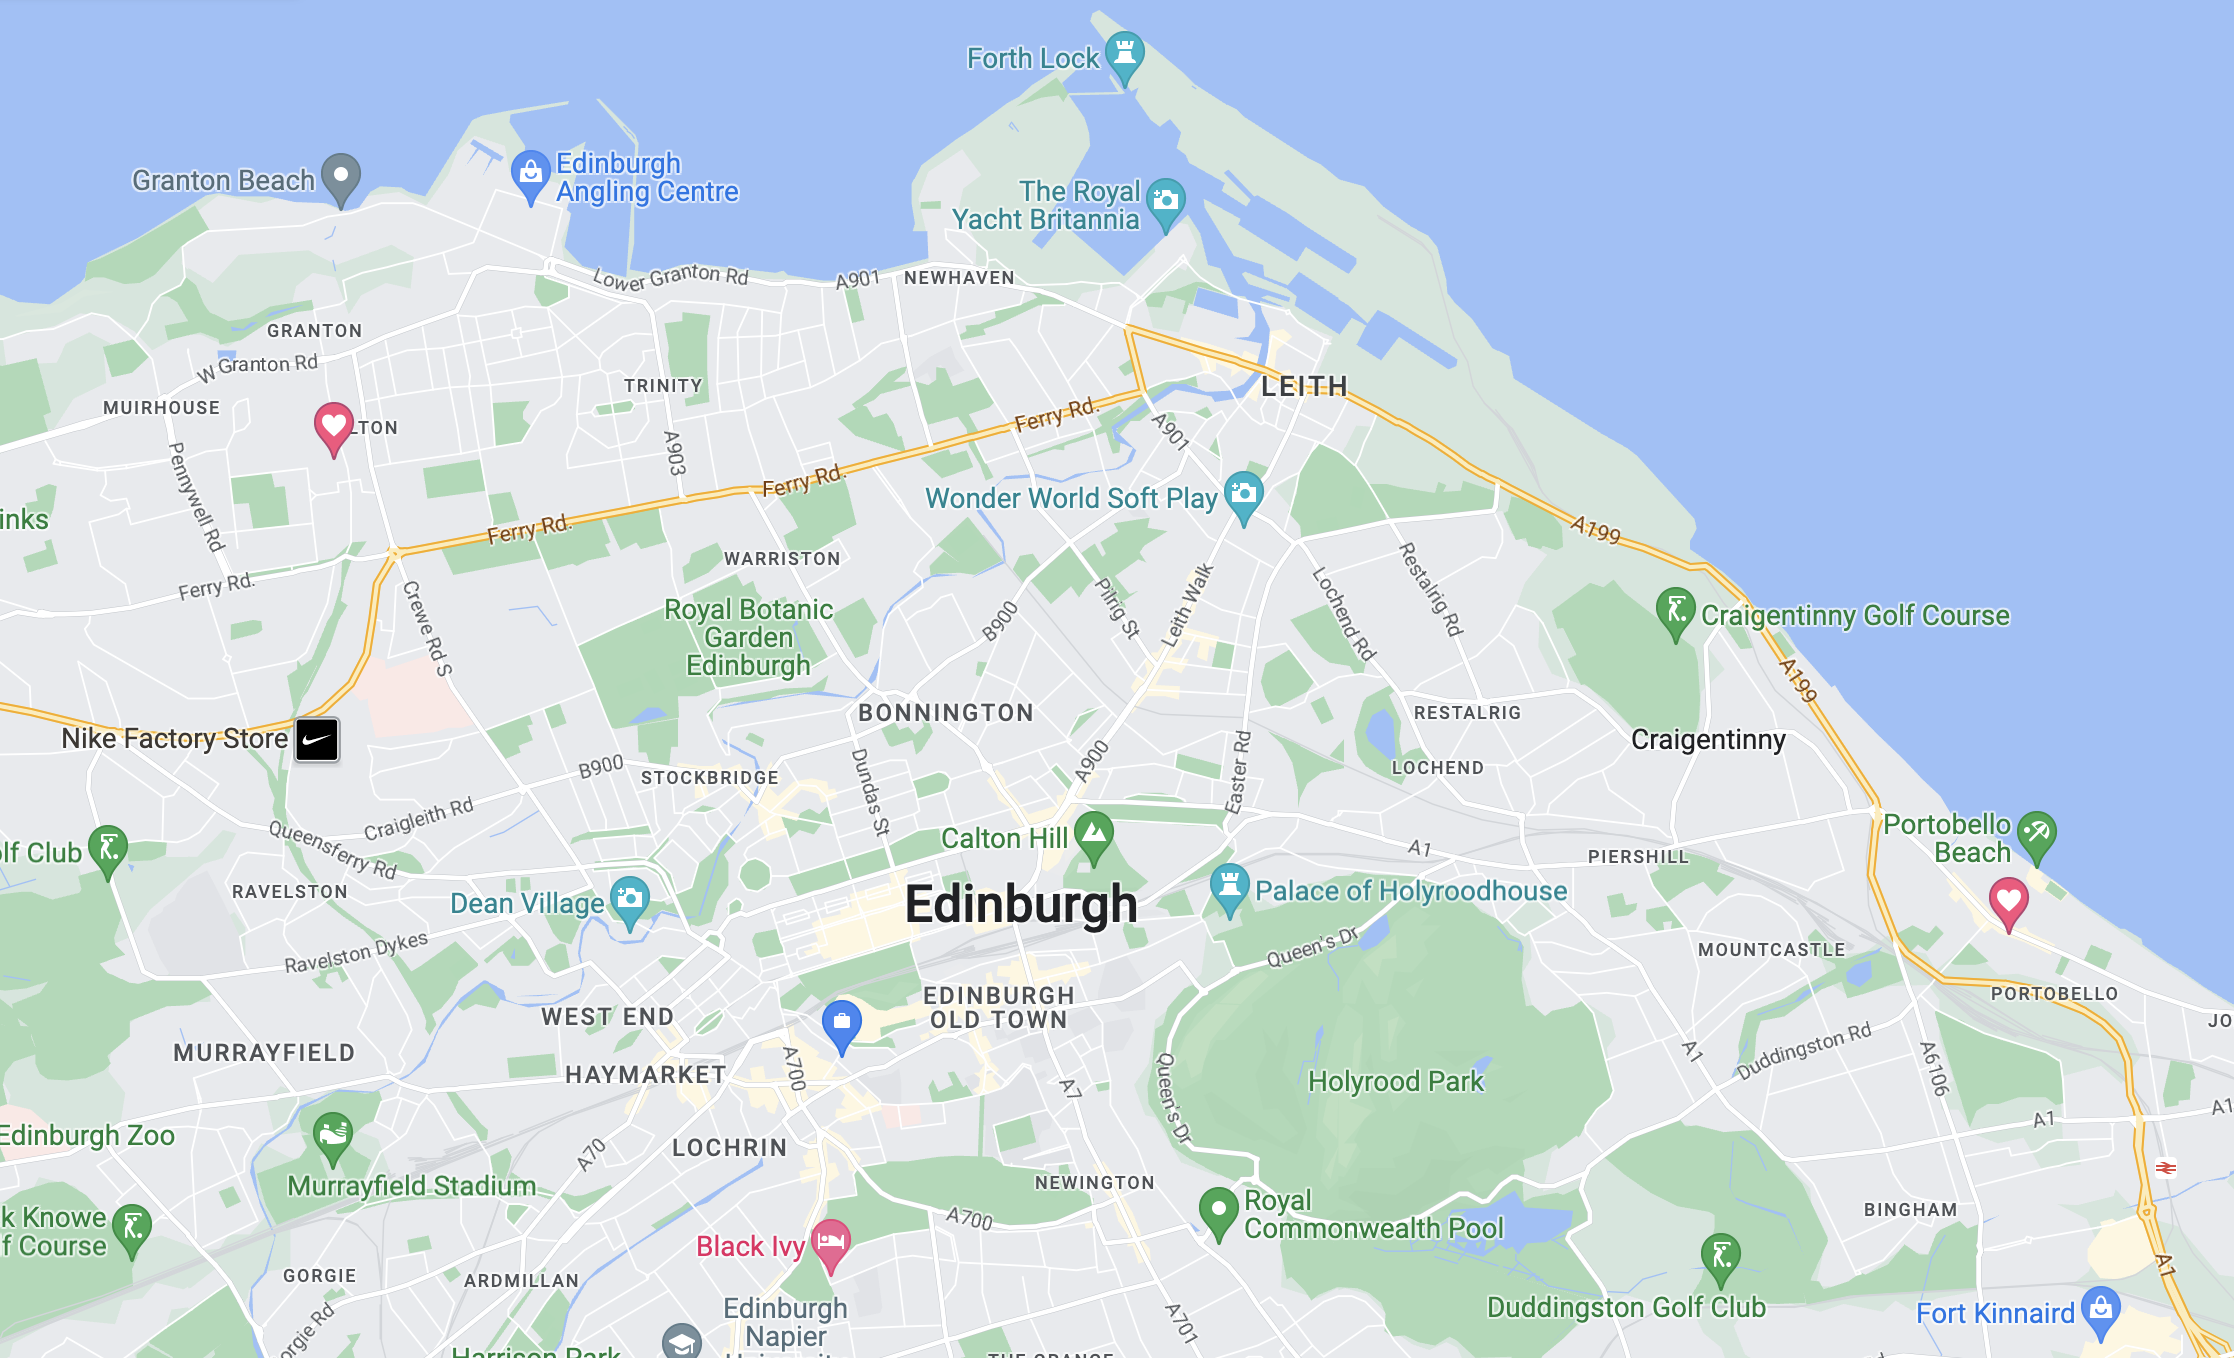 Forth Lock
Granton Beach
Edinburgh
Angling Centre
The Royal
Yacht Britannia
Lower Granton Rd
A901
NEWHAVEN
GRANTON
W Granton Rd
TRINITY
LEITH
MUIRHOUSE
LTON
Ferry Rd.
A901
A903
Pennywell Rd
Ferry Rd.
Wonder World Soft Play
inks
Ferry Rd.
A199
WARRISTON
Restalrig Rd
Ferry Rd.
Crewe Rd S
Royal Botanic
Garden
Edinburgh
B900
Pilrig St
Leith Walk
Lochend Rd
Craigentinny Golf Course
A199
BONNINGTON
RESTALRIG
Nike Factory Store
Craigentinny
B900
STOCKBRIDGE
Dundas St
A900
Easter Rd
LOCHEND
Craigleith Rd
Queensferry Rd
Calton Hill
A1
Portobello
Beach
lf Club
PIERSHILL
RAVELSTON
Dean Village
Edinburgh
Palace of Holyroodhouse
Ravelston Dykes
Queen's Dr
MOUNTCASTLE
EDINBURGH
OLD TOWN
PORTOBELLO
WEST END
JO
MURRAYFIELD
A1
Duddingston Rd
HAYMARKET
A700
A7
Queen's Dr
Holyrood Park
A6106
A1
A1
Edinburgh Zoo
A70
LOCHRIN
Murrayfield Stadium
NEWINGTON
k Knowe
f Course
A700
Royal
Commonwealth Pool
BINGHAM
Black Ivy
GORGIE
ARDMILLAN
A1
Edinburgh
Napier
Duddingston Golf Club
Fort Kinnaird
orgie Rd
A701
Harrison Park